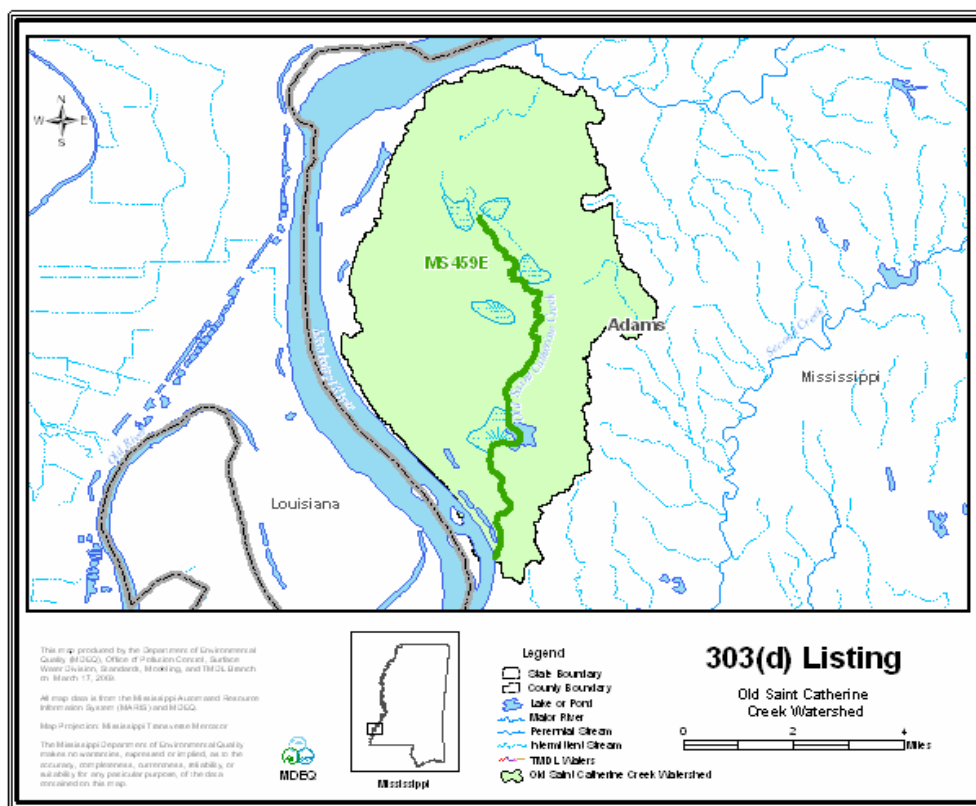 N
W E
S
MS459E
Adams
Second Creek
Mississippi
Old River
Louisiana
This map produced by the Department of Environmental
Quality (MDEQ), Office of Pollution Control, Surface
Water Division, Standards, Modeling, and TMDL Branch
on March 17, 2003.
All map data is from the Mississippi Automated Resource
Information System (MARIS) and MDEQ.
Map Projection: Mississippi Transverse Mercator
The Mississippi Department of Environmental Quality
makes no warranties, expressed or implied, as to the
accuracy, completeness, currentness, reliability, or
suitability for any particular purpose, of the data
contained on this map.
MDEQ
Mississippi
Legend
State Boundary
County Boundary
Lake or Pond
Major River
Perennial Stream
Intermittent Stream
TMDL Waters
Old Saint Catherine Creek Watershed
303(d) Listing
Old Saint Catherine
Creek Watershed
0 2 4
Miles